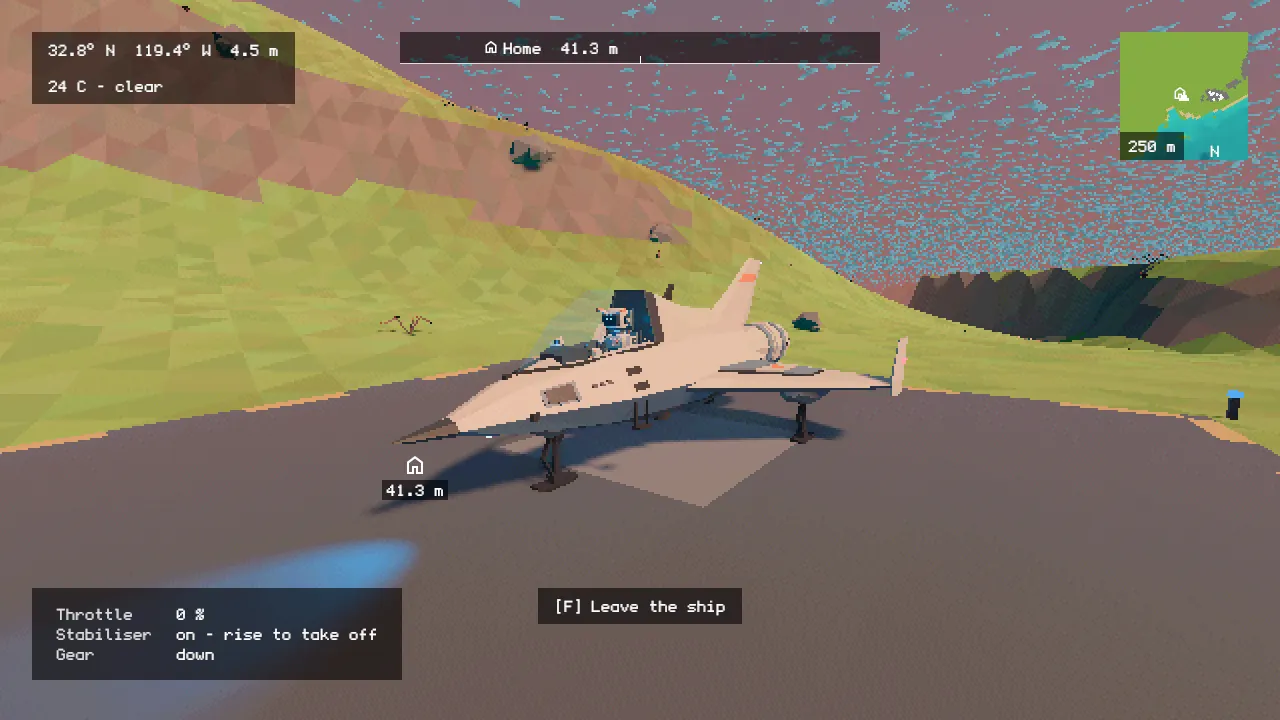 32.8° N 119.4° W 4.5 m
24 C - clear
Home 41.3 m
250 m
N
41.3 m
Throttle 0 %
Stabiliser on - rise to take off
Gear down
[F] Leave the ship